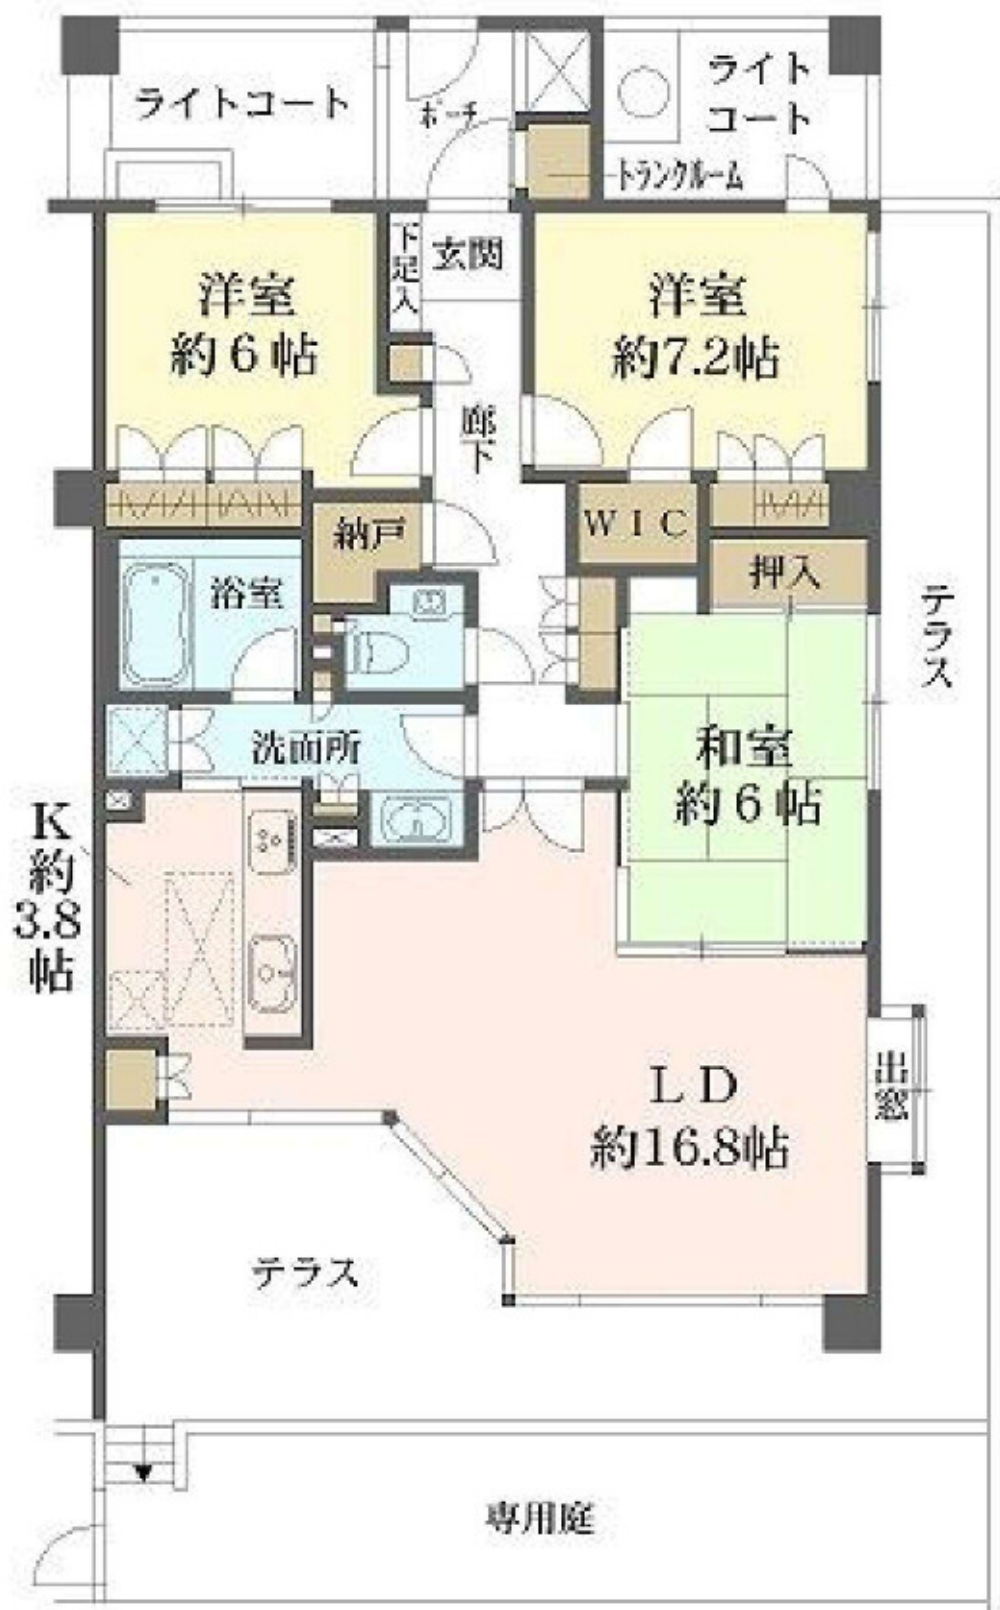 ライトコート
ポーチ
ライト
コート
トランクルーム
下足入
玄関
洋室
約6帖
洋室
約7.2帖
廊下
納戸
WIC
押入
浴室
テラス
洗面所
和室
約6帖
K
約
3.8
帖
LD
約16.8帖
出窓
テラス
専用庭